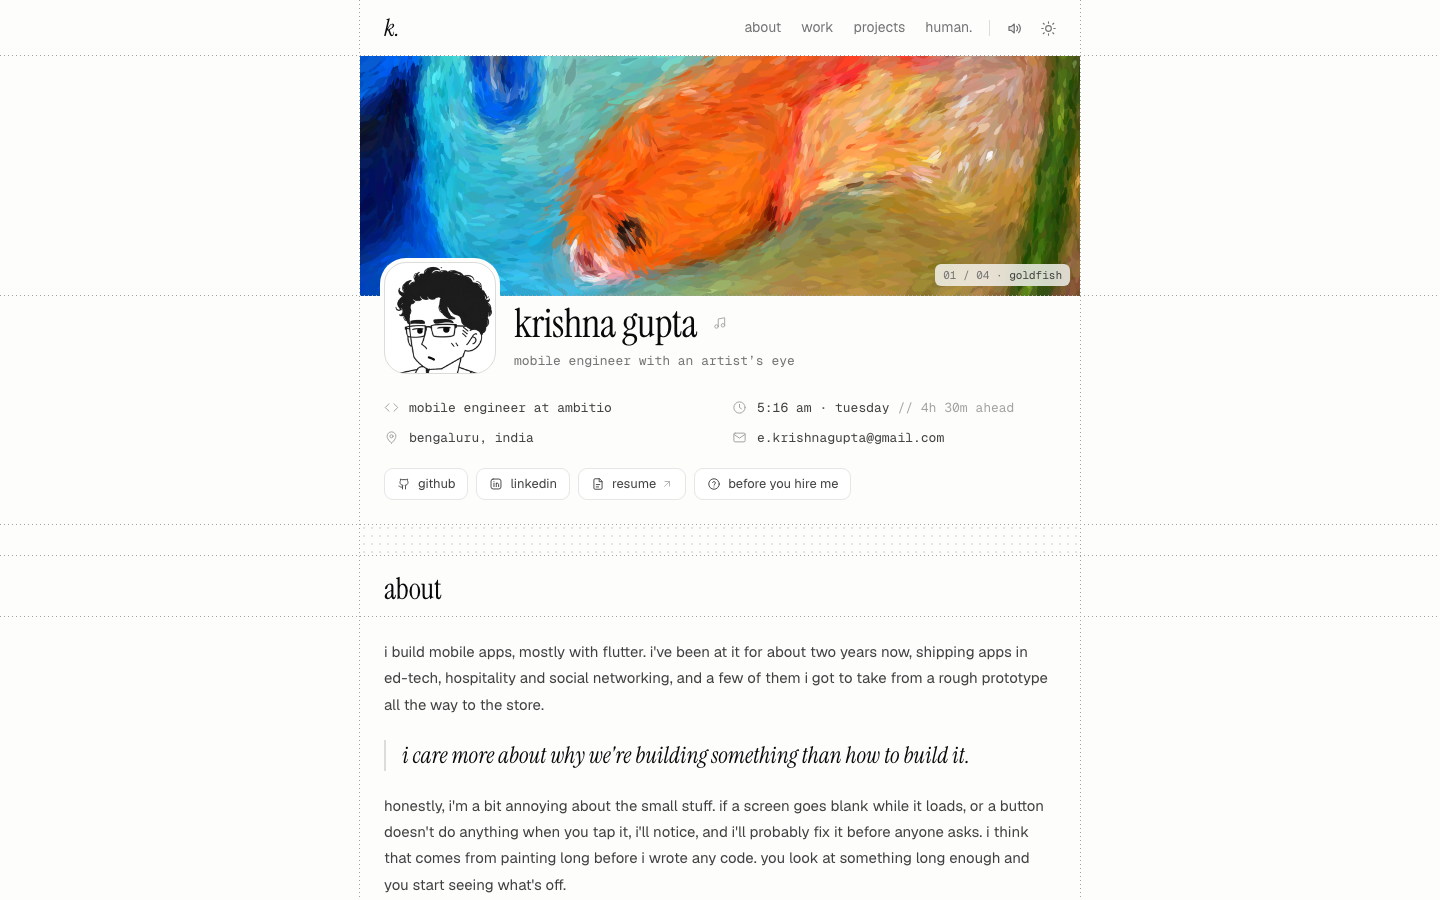 k.
about work projects human.
01 / 04 · goldfish
krishna gupta
mobile engineer with an artist’s eye
mobile engineer at ambitio
5:16 am · tuesday // 4h 30m ahead
bengaluru, india
e.krishnagupta@gmail.com
github linkedin resume before you hire me
about
i build mobile apps, mostly with flutter. i've been at it for about two years now, shipping apps in
ed-tech, hospitality and social networking, and a few of them i got to take from a rough prototype
all the way to the store.
i care more about why we're building something than how to build it.
honestly, i'm a bit annoying about the small stuff. if a screen goes blank while it loads, or a button
doesn't do anything when you tap it, i'll notice, and i'll probably fix it before anyone asks. i think
that comes from painting long before i wrote any code. you look at something long enough and
you start seeing what's off.